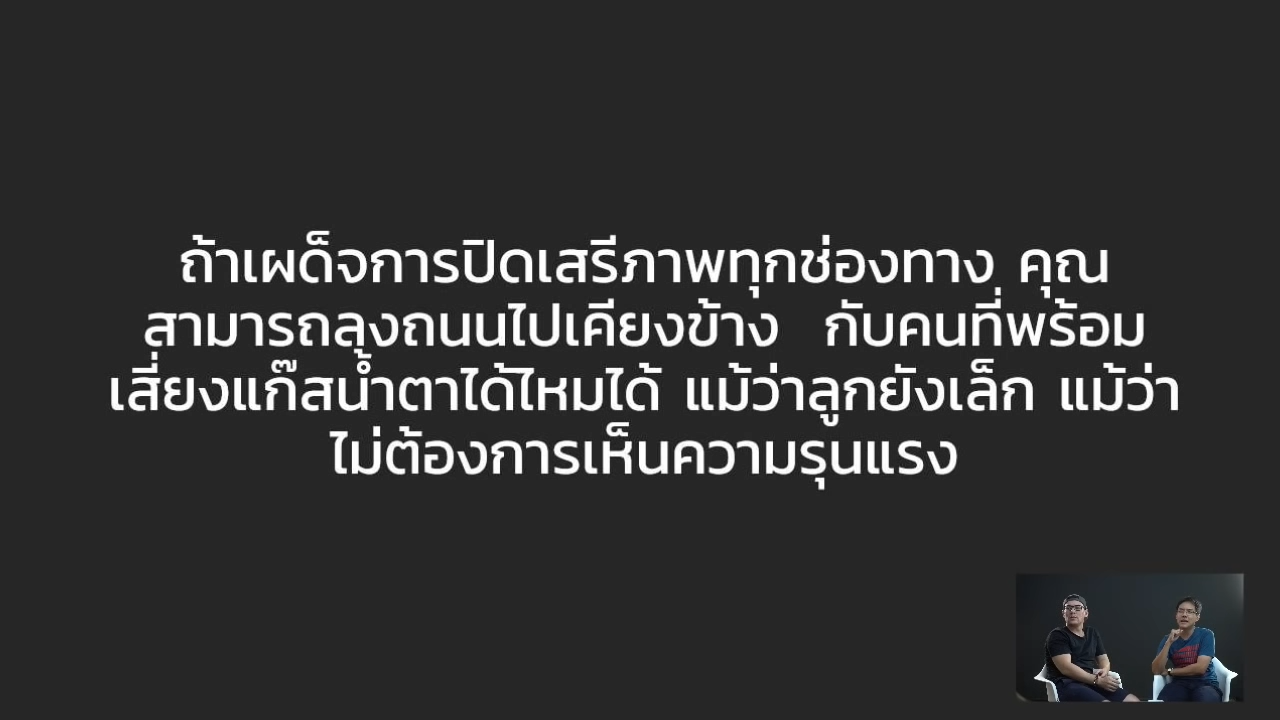 ถ้าเผด็จการปิดเสรีภาพทุกช่องทาง คุณ
สามารถลงถนนไปเคียงข้าง  กับคนที่พร้อม
เสี่ยงแก๊สน้ำตาได้ไหมได้ แม้ว่าลูกยังเล็ก แม้ว่า
ไม่ต้องการเห็นความรุนแรง